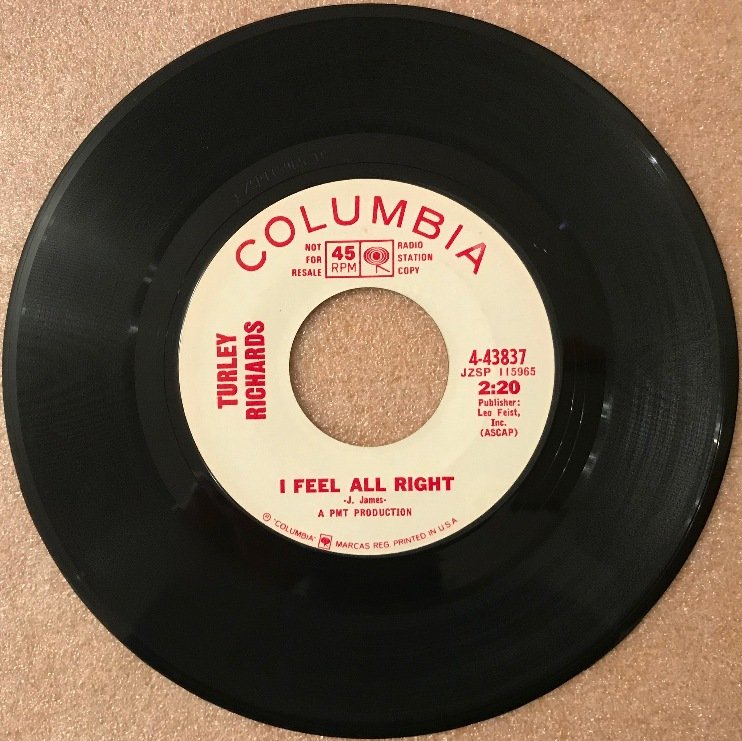 COLUMBIA
NOT
FOR
RESALE
45
RPM
RADIO
STATION
COPY
TURLEY
RICHARDS
4-43837
JZSP 115965
2:20
Publisher:
Leo Feist,
Inc.
(ASCAP)
I FEEL ALL RIGHT
-J. James-
A PMT PRODUCTION
® "COLUMBIA" MARCAS REG. PRINTED IN U.S.A.